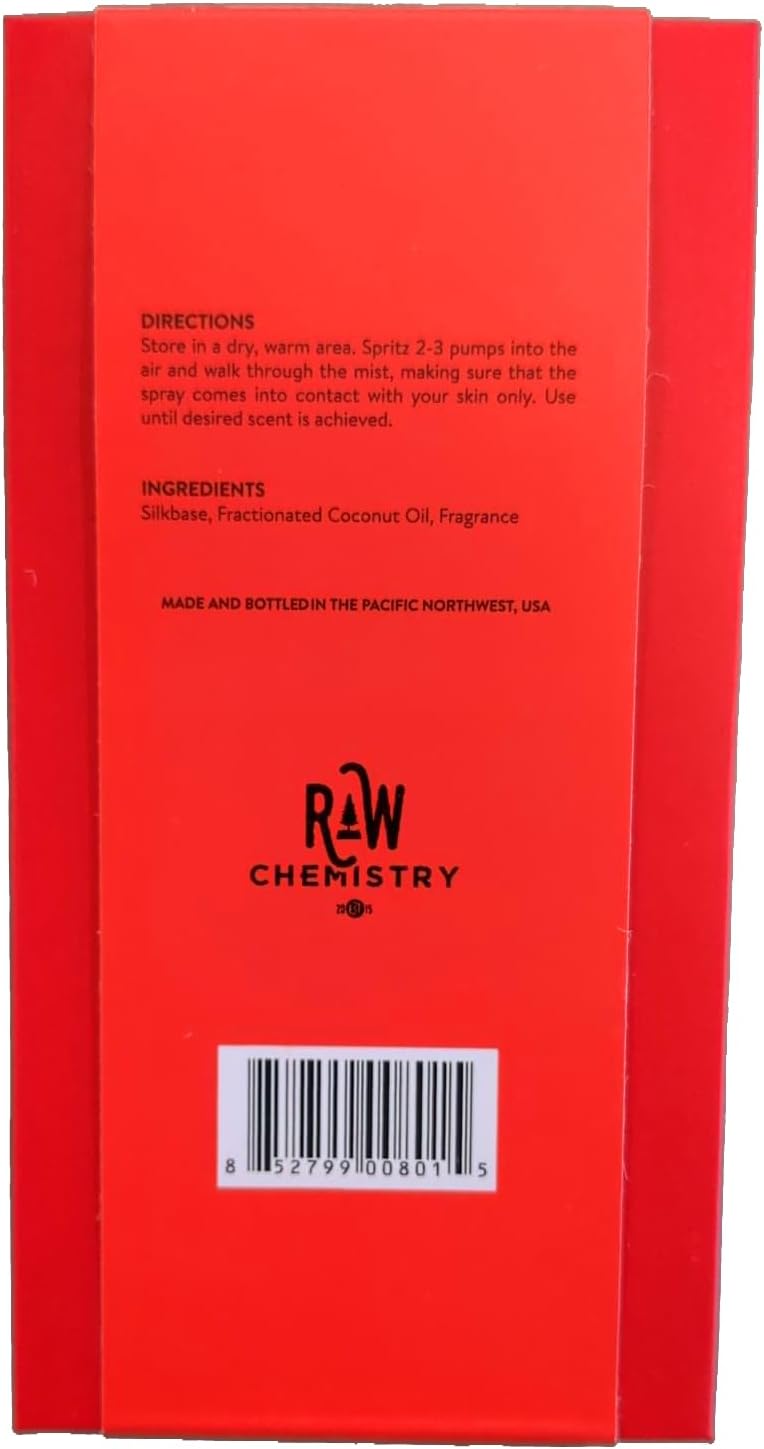 DIRECTIONS
Store in a dry, warm area. Spritz 2-3 pumps into the
air and walk through the mist, making sure that the
spray comes into contact with your skin only. Use
until desired scent is achieved.
INGREDIENTS
Silkbase, Fractionated Coconut Oil, Fragrance
MADE AND BOTTLED IN THE PACIFIC NORTHWEST, USA
RAW
CHEMISTRY
20 15
8 52799 00801 5